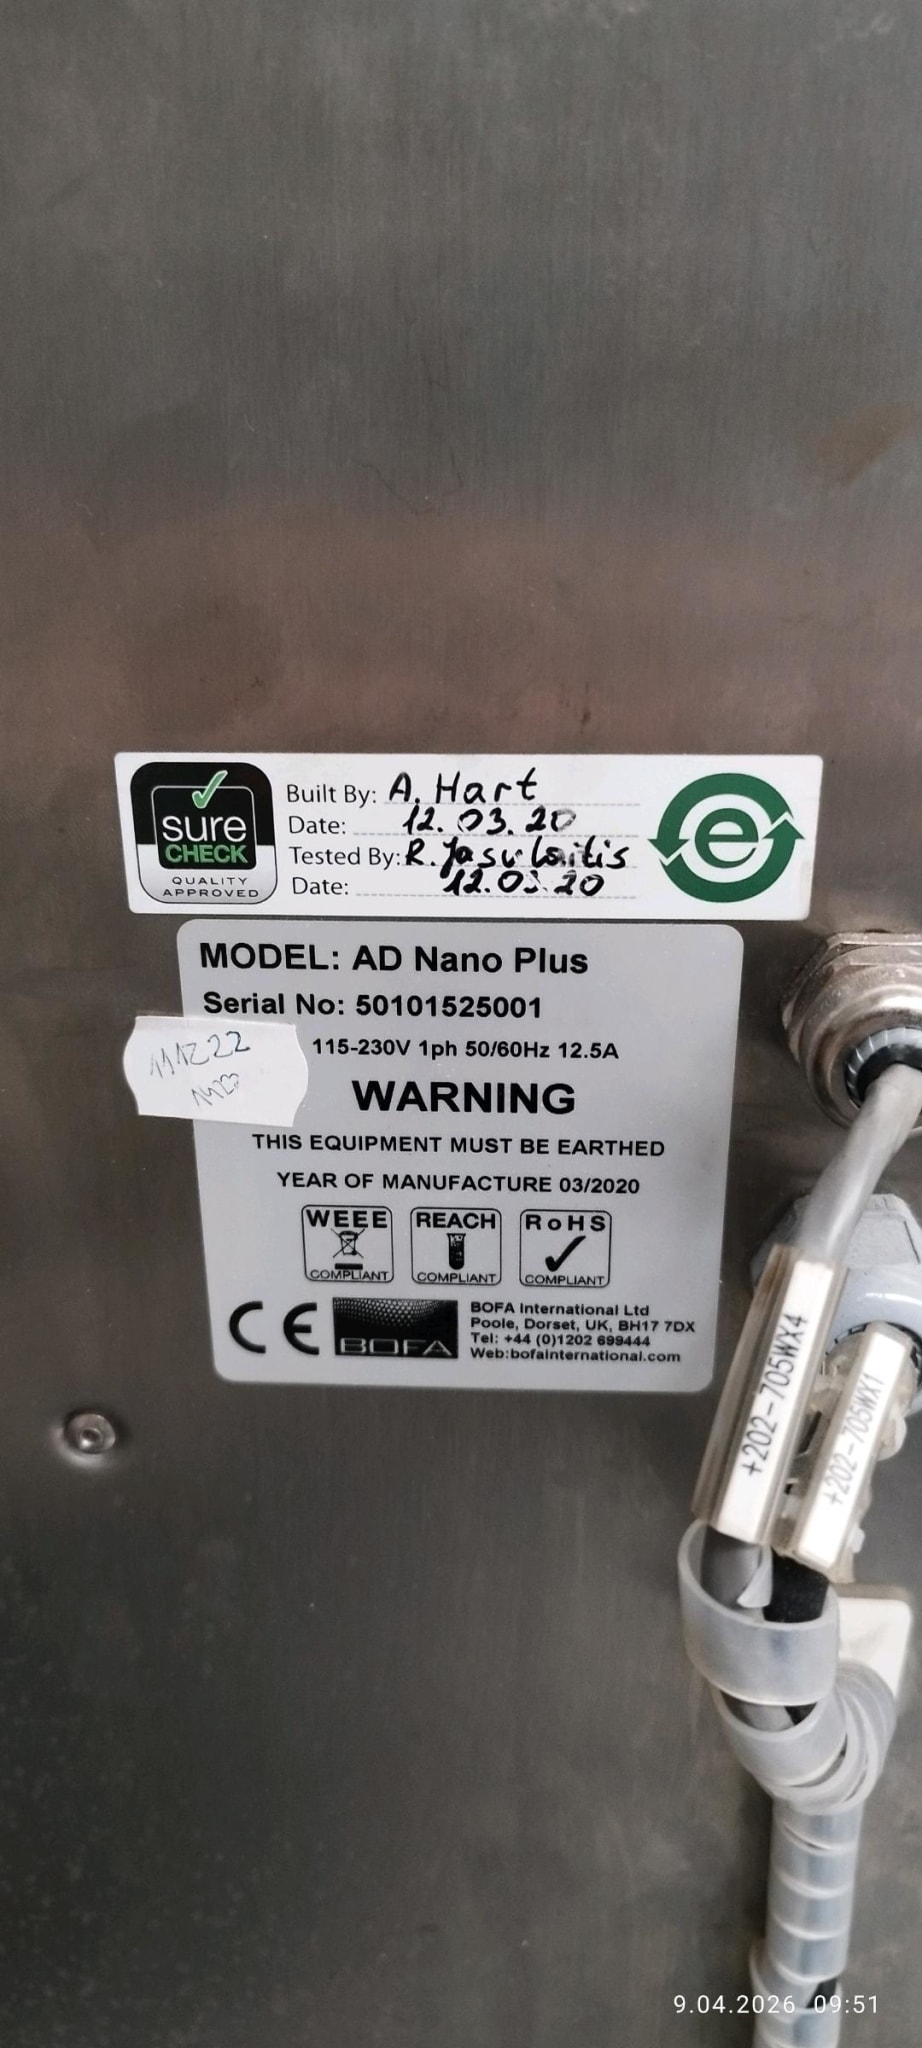 sure
CHECK
QUALITY
APPROVED
Built By: A. Hart
Date: 12.03.20
Tested By: R. Jasulaitis
Date: 12.03.20
e
MODEL: AD Nano Plus
Serial No: 50101525001
115-230V 1ph 50/60Hz 12.5A
WARNING
THIS EQUIPMENT MUST BE EARTHED
YEAR OF MANUFACTURE 03/2020
WEEE
COMPLIANT
REACH
COMPLIANT
RoHS
COMPLIANT
CE
BOFA
BOFA International Ltd
Poole, Dorset, UK, BH17 7DX
Tel: +44 (0)1202 699444
Web:bofainternational.com
+202-705WX4
+202-705WX1
9.04.2026 09:51